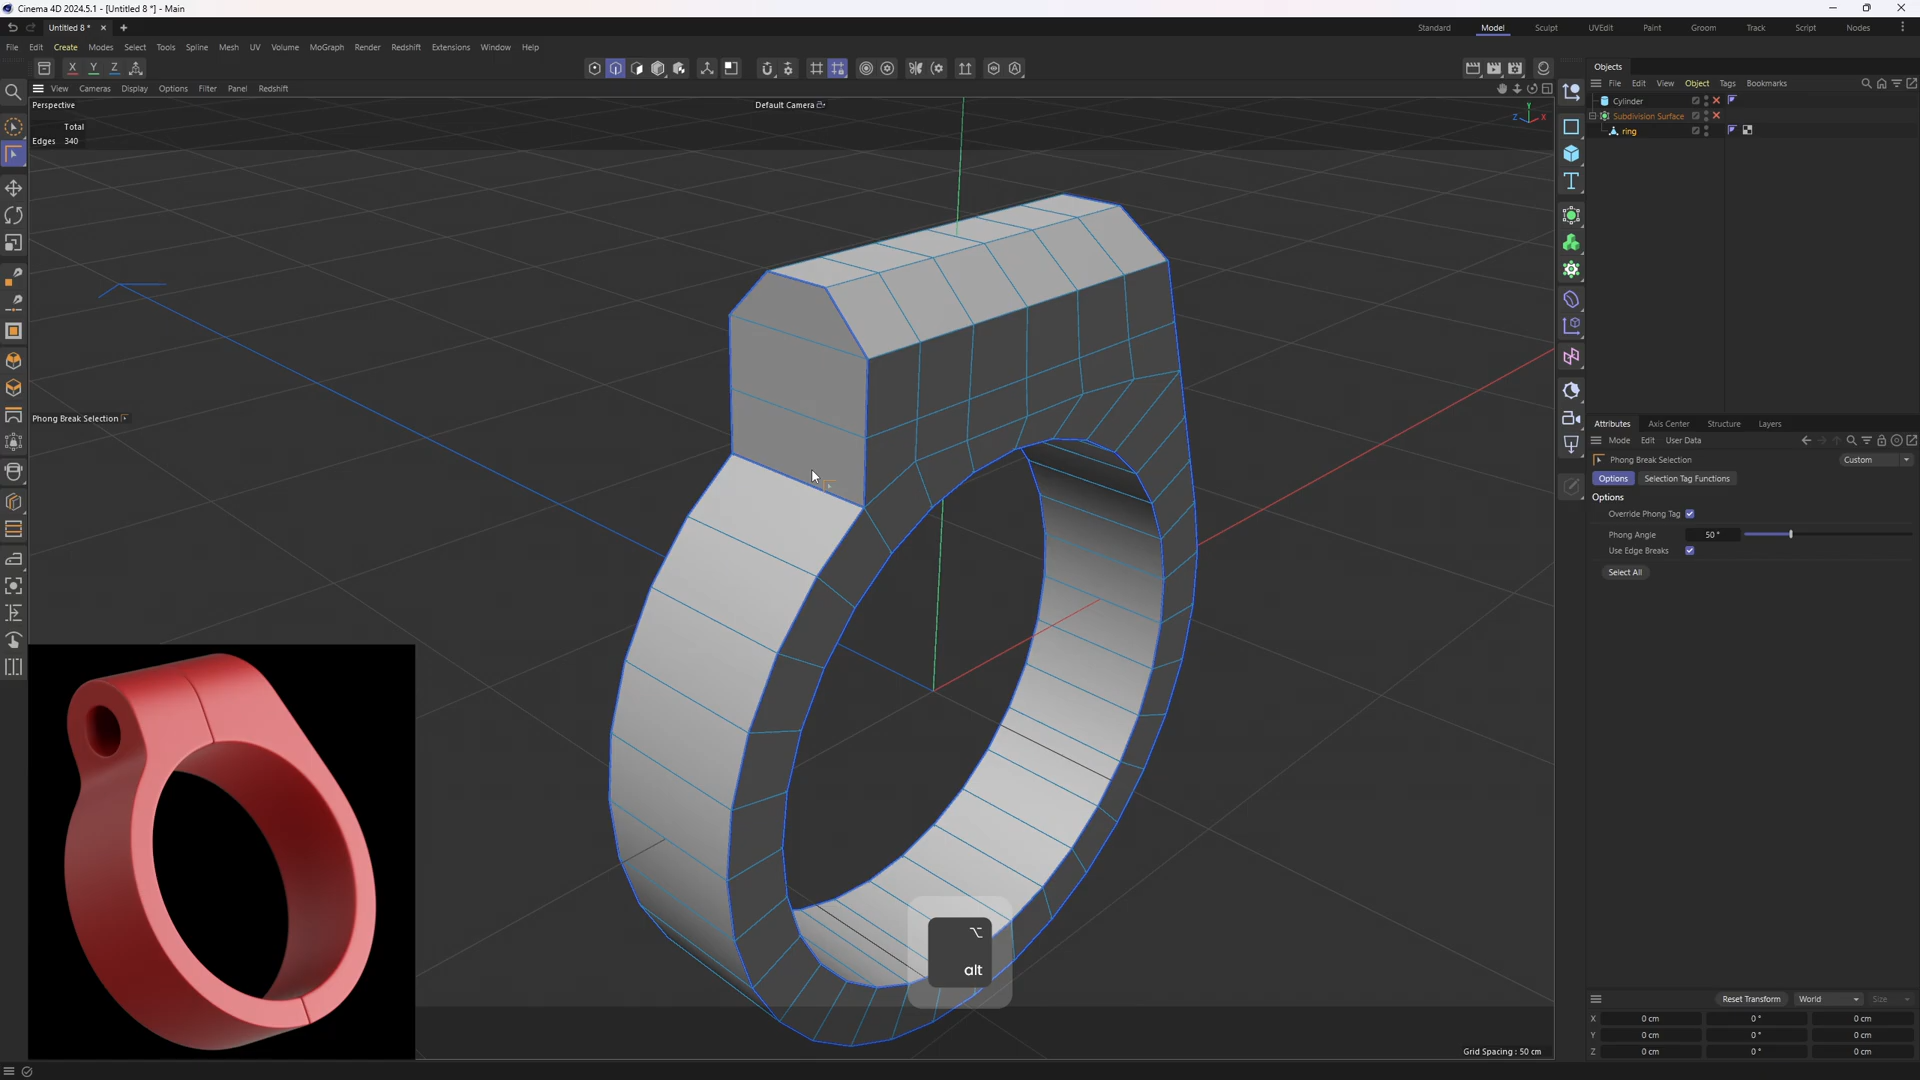 Cinema 4D 2024.5.1 - [Untitled 8 *] - Main
Untitled 8 *
Standard Model Sculpt UVEdit Paint Groom Track Script Nodes
File Edit Create Modes Select Tools Spline Mesh UV Volume MoGraph Render Redshift Extensions Window Help
X Y Z
Objects
View Cameras Display Options Filter Panel Redshift
File Edit View Object Tags Bookmarks
Perspective
Default Camera
Total
Edges 340
Y
Z X
Cylinder
Subdivision Surface
ring
Phong Break Selection
Attributes Axis Center Structure Layers
Mode Edit User Data
Phong Break Selection
Custom
Options Selection Tag Functions
Options
Override Phong Tag
Phong Angle 50 °
Use Edge Breaks
Select All
alt
Grid Spacing : 50 cm
Reset Transform World Size
X 0 cm 0 ° 0 cm
Y 0 cm 0 ° 0 cm
Z 0 cm 0 ° 0 cm